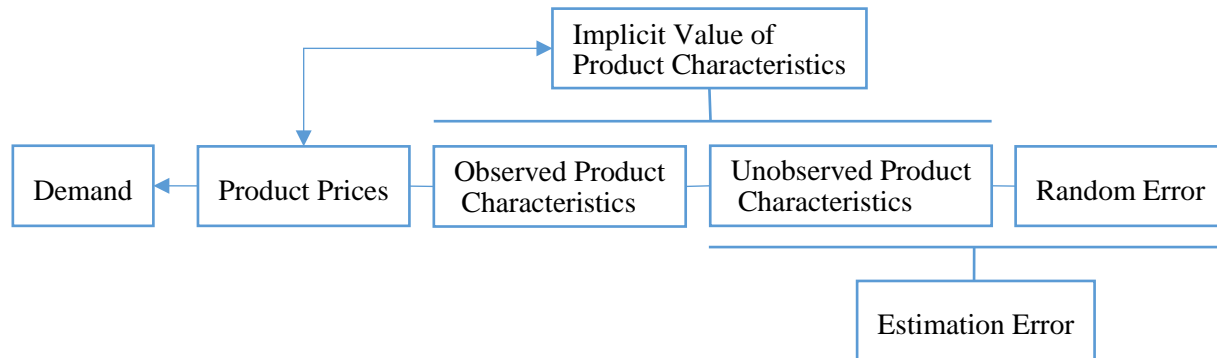 Implicit Value of
Product Characteristics
Demand
Product Prices
Observed Product
Characteristics
Unobserved Product
Characteristics
Random Error
Estimation Error